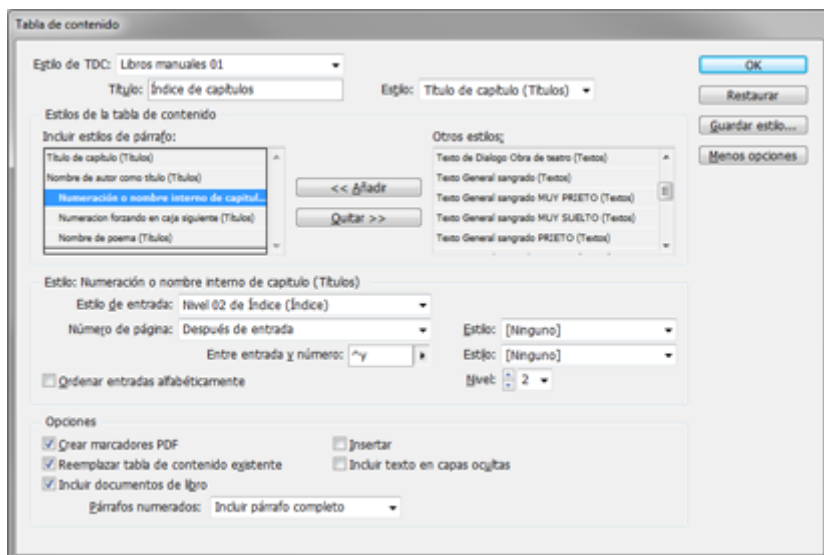 Tabla de contenido
Estilo de TDC: Libros manuales 01
OK
Título: Índice de capítulos
Estilo: Título de capítulo (Títulos)
Restaurar
Estilos de la tabla de contenido
Guardar estilo...
Incluir estilos de párrafo:
Otros estilos:
Menos opciones
Título de capítulo (Títulos)
Nombre de autor como título (Títulos)
Numeración o nombre interno de capítul...
Numeracion forzando en caja siguiente (Títulos)
Nombre de poema (Títulos)
<< Añadir
Quitar >>
Texto de Dialogo Obra de teatro (Textos)
Texto General sangrado (Textos)
Texto General sangrado MUY PRIETO (Textos)
Texto General sangrado MUY SUELTO (Textos)
Texto General sangrado PRIETO (Textos)
Estilo: Numeración o nombre interno de capítulo (Títulos)
Estilo de entrada: Nivel 02 de Índice (Índice)
Número de página: Después de entrada
Estilo: [Ninguno]
Entre entrada y número: ^y
Estilo: [Ninguno]
Ordenar entradas alfabéticamente
Nivel: 2
Opciones
Crear marcadores PDF
Insertar
Reemplazar tabla de contenido existente
Incluir texto en capas ocultas
Incluir documentos de libro
Párrafos numerados: Incluir párrafo completo